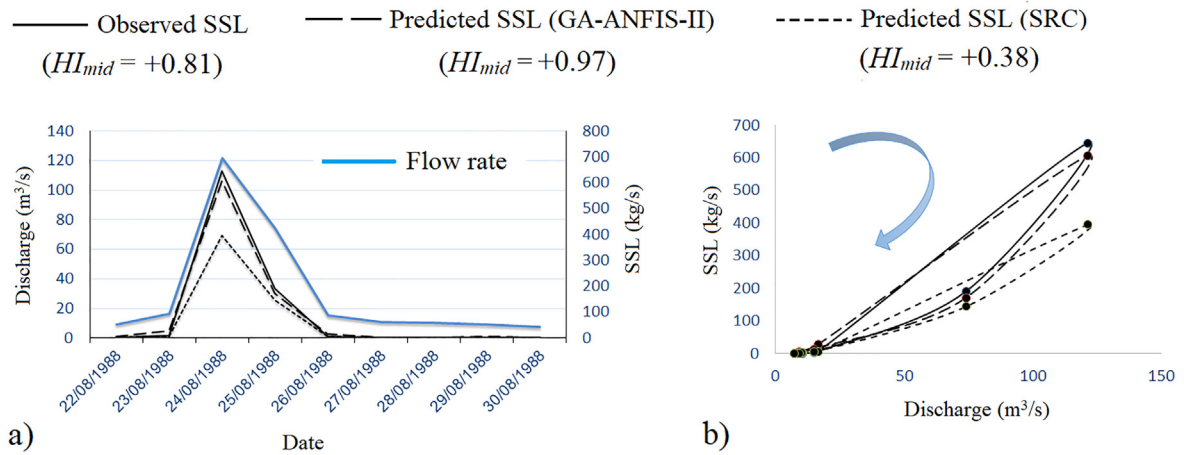 Observed SSL
(HImid = +0.81)
Predicted SSL (GA-ANFIS-II)
(HImid = +0.97)
Predicted SSL (SRC)
(HImid = +0.38)
Discharge (m³/s)
140
120
100
80
60
40
20
0
Flow rate
800
700
600
500
400
300
200
100
0
SSL (kg/s)
22/08/1988
23/08/1988
24/08/1988
25/08/1988
26/08/1988
27/08/1988
28/08/1988
29/08/1988
30/08/1988
Date
a)
SSL (kg/s)
700
600
500
400
300
200
100
0
0
50
100
150
Discharge (m³/s)
b)